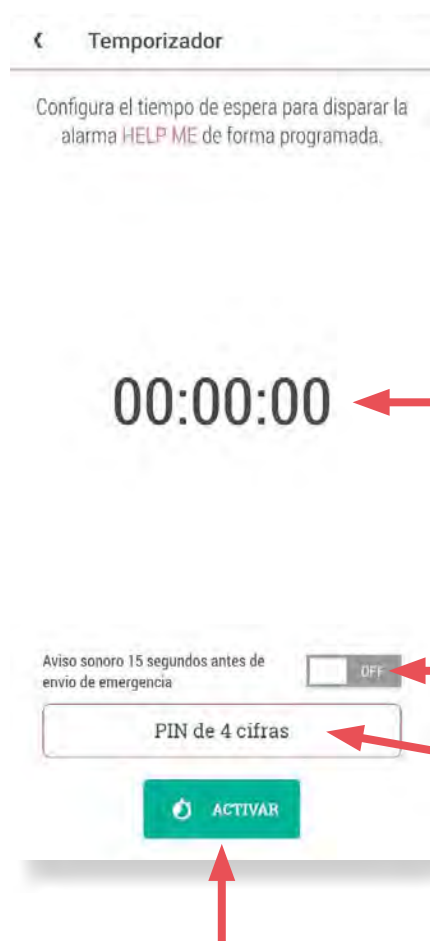 Temporizador
Configura el tiempo de espera para disparar la
alarma HELP ME de forma programada.
00:00:00
Aviso sonoro 15 segundos antes de
envio de emergencia
OFF
PIN de 4 cifras
ACTIVAR